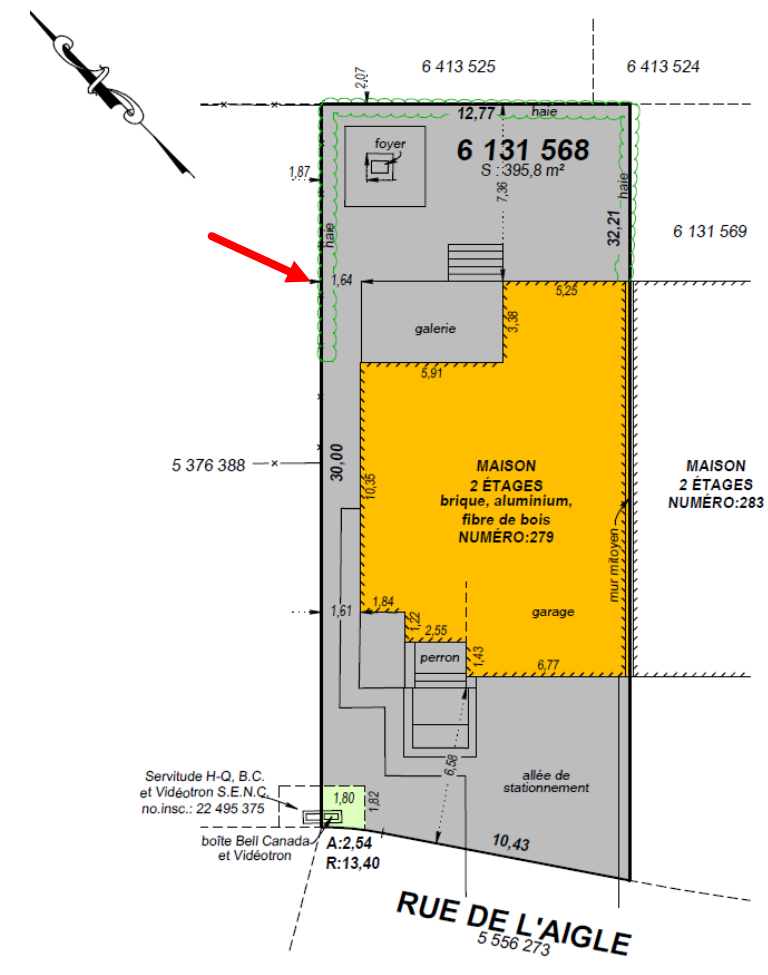 6 413 525
6 413 524
2,07
12,77
haie
foyer
6 131 568
S : 395,8 m²
1,87
7,36
haie
haie
32,21
6 131 569
1,64
5,25
galerie
3,38
5,91
5 376 388
30,00
10,35
MAISON
2 ÉTAGES
brique, aluminium,
fibre de bois
NUMÉRO:279
MAISON
2 ÉTAGES
NUMÉRO:283
mur mitoyen
1,61
1,84
1,22
2,55
garage
perron
1,43
6,77
6,58
allée de
stationnement
Servitude H-Q, B.C.
et Vidéotron S.E.N.C.
no.insc.: 22 495 375
1,80
1,82
boîte Bell Canada
et Vidéotron
A:2,54
R:13,40
10,43
RUE DE L'AIGLE
5 556 273